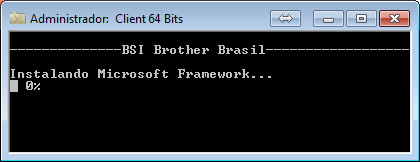 Administrador:  Client 64 Bits
--------------BSI Brother Brasil------------------
Instalando Microsoft Framework...
0%